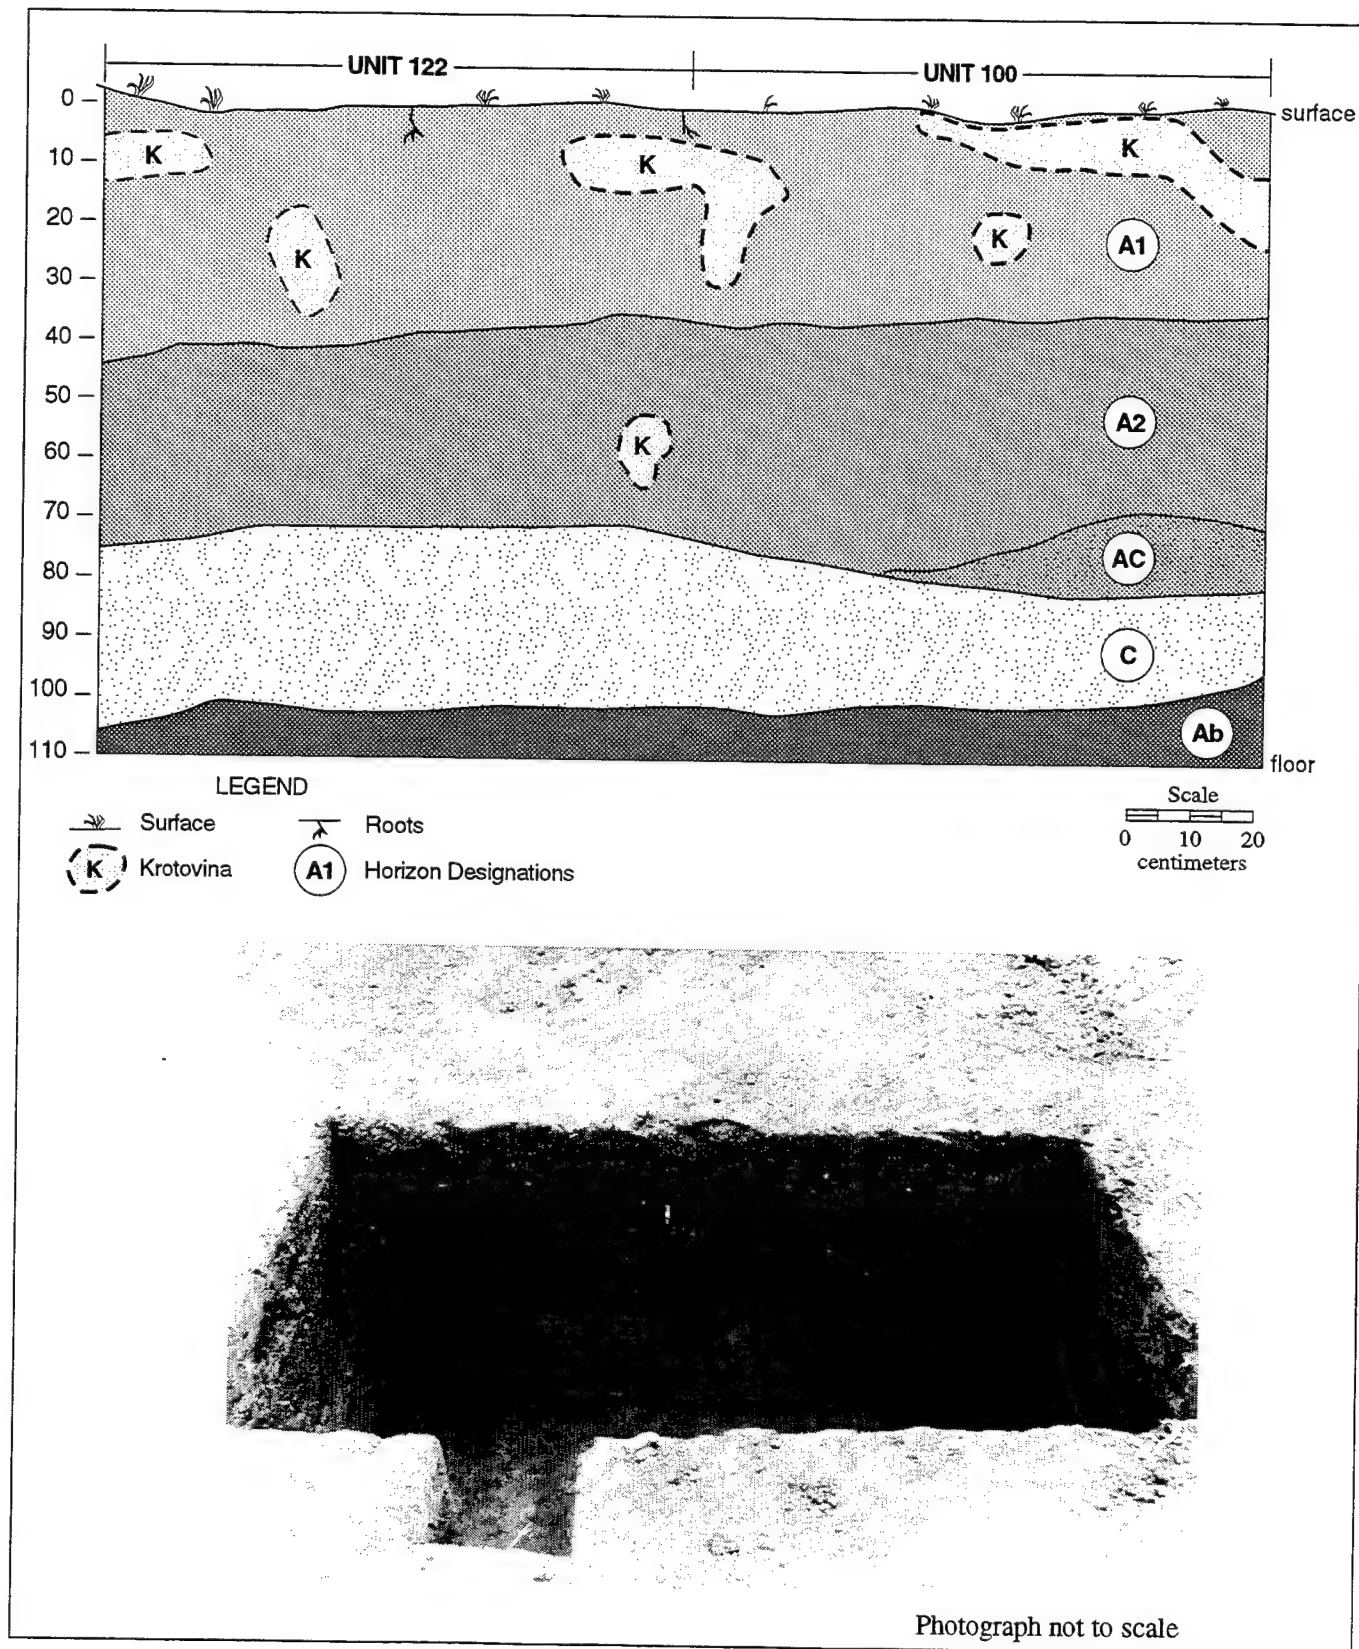 UNIT 122 UNIT 100
0 surface
10 K K K
20 K K A1
30
40
50 A2
60 K
70
80 AC
90 C
100
110 Ab floor
LEGEND
Surface Roots
K Krotovina A1 Horizon Designations
Scale
0 10 20
centimeters
Photograph not to scale